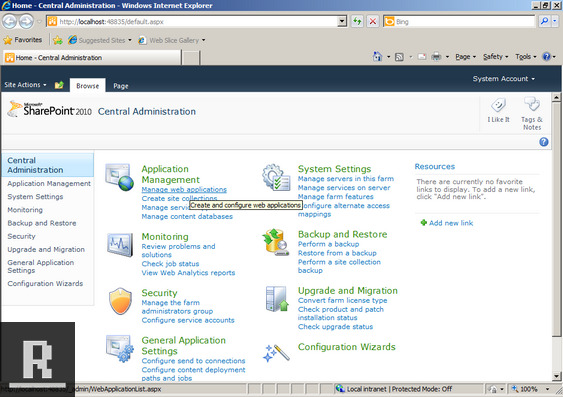 Home - Central Administration - Windows Internet Explorer
http://localhost:48835/default.aspx
Bing
Favorites
Suggested Sites
Web Slice Gallery
Home - Central Administration
Page
Safety
Tools
Site Actions
Browse
Page
System Account
Microsoft
SharePoint 2010
Central Administration
I Like It
Tags &
Notes
Central
Administration
Application Management
System Settings
Monitoring
Backup and Restore
Security
Upgrade and Migration
General Application
Settings
Configuration Wizards
Application
Management
Manage web applications
Create site collections
Manage servi
Manage content databases
Create and configure web applications
Monitoring
Review problems and
solutions
Check job status
View Web Analytics reports
Security
Manage the farm
administrators group
Configure service accounts
General Application
Settings
Configure send to connections
Configure content deployment
paths and jobs
System Settings
Manage servers in this farm
Manage services on server
Manage farm features
onfigure alternate access
mappings
Backup and Restore
Perform a backup
Restore from a backup
Perform a site collection
backup
Upgrade and Migration
Convert farm license type
Check product and patch
installation status
Check upgrade status
Configuration Wizards
Resources
There are currently no favorite
links to display. To add a new link,
click "Add new link".
Add new link
R
_admin/WebApplicationList.aspx
Local intranet | Protected Mode: Off
100%